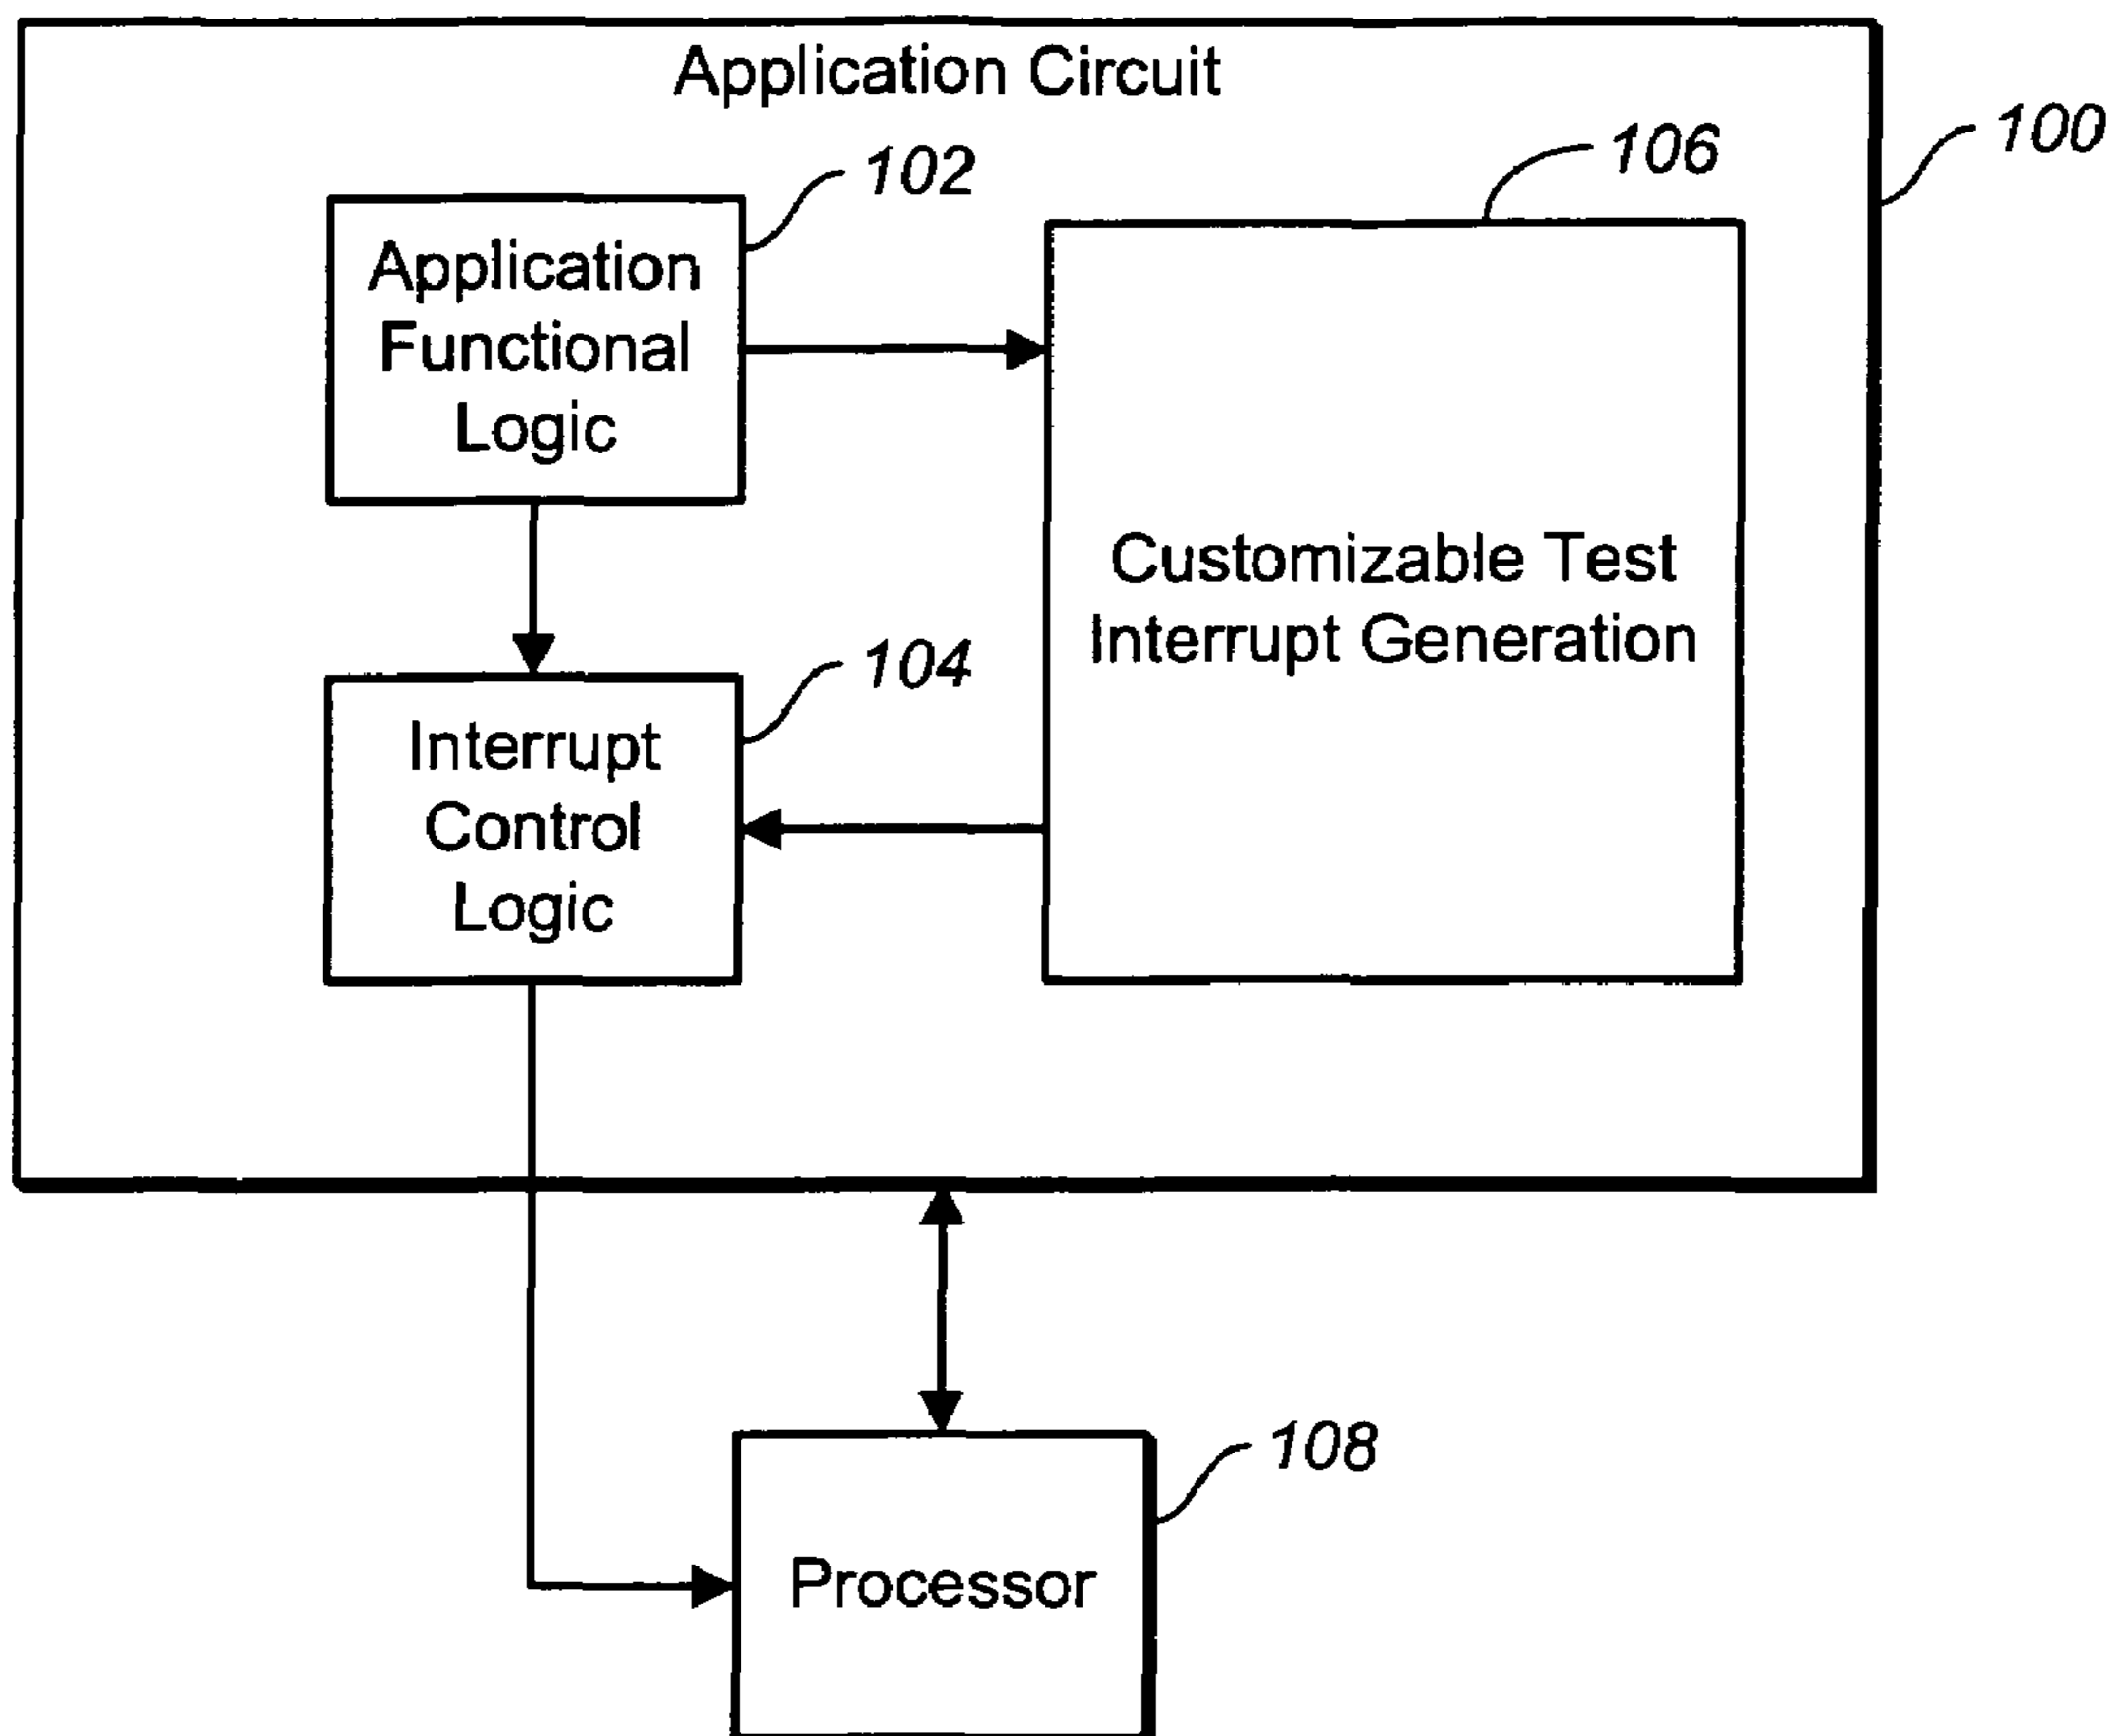 Application Circuit
100
102
106
Application
Functional
Logic
Customizable Test
Interrupt Generation
104
Interrupt
Control
Logic
108
Processor